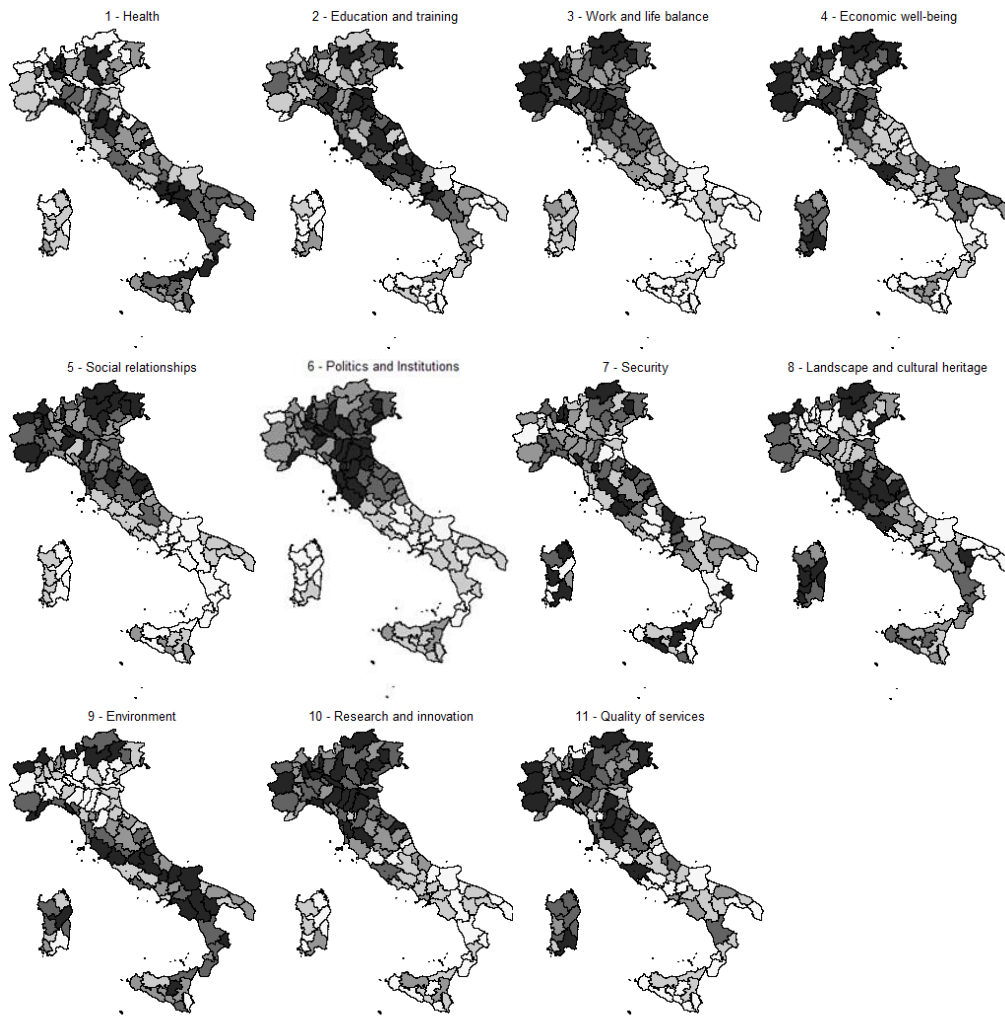 1 - Health
2 - Education and training
3 - Work and life balance
4 - Economic well-being
5 - Social relationships
6 - Politics and Institutions
7 - Security
8 - Landscape and cultural heritage
9 - Environment
10 - Research and innovation
11 - Quality of services